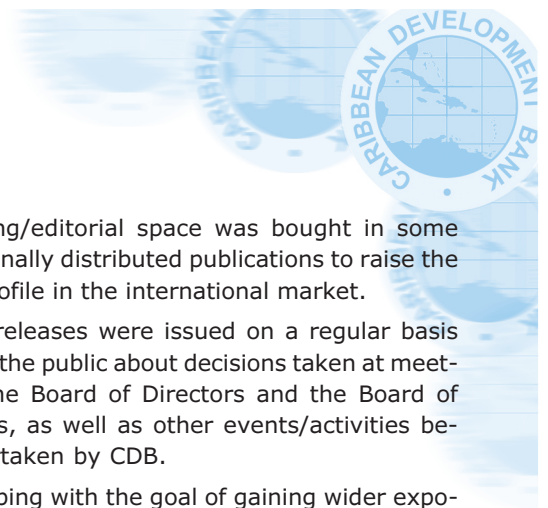 CARIBBEAN DEVELOPMENT BANK
ng/editorial space was bought in some
nally distributed publications to raise the
ofile in the international market.
releases were issued on a regular basis
the public about decisions taken at meet-
ne Board of Directors and the Board of
s, as well as other events/activities be-
taken by CDB.
ping with the goal of gaining wider expo-